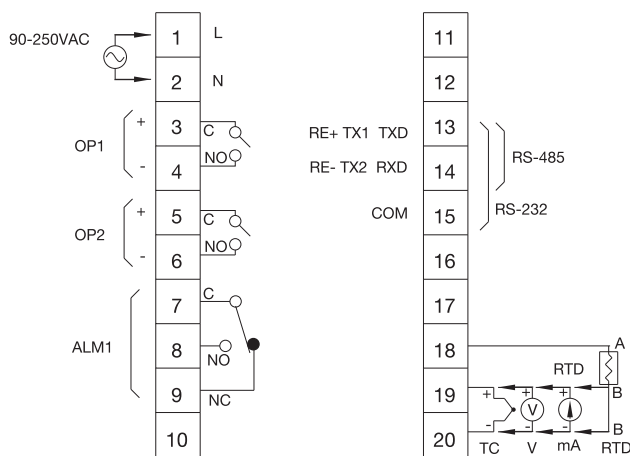 90-250VAC
1 L
2 N
OP1 + 3 C
- 4 NO
OP2 + 5 C
- 6 NO
ALM1 7 C
8 NO
9 NC
10
11
12
RE+ TX1 TXD 13
RE- TX2 RXD 14
RS-485
COM 15
RS-232
16
17
18 A
RTD
19 + + + B
V
20 - - - B
TC V mA RTD